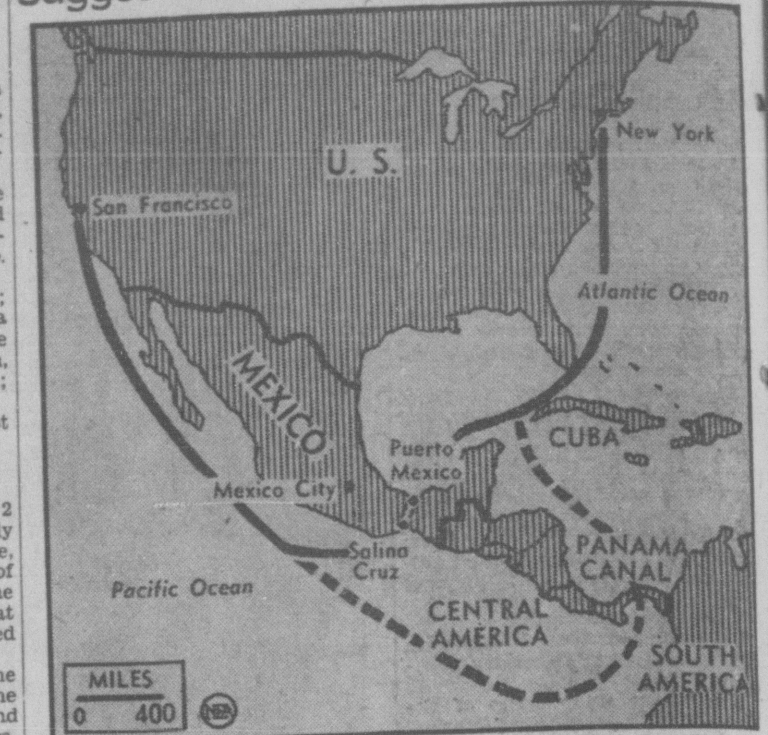 New York
U. S.
San Francisco
Atlantic Ocean
MEXICO
CUBA
Puerto
Mexico
Mexico City
Salina
Cruz
PANAMA
CANAL
Pacific Ocean
CENTRAL
AMERICA
SOUTH
AMERICA
MILES
0 400
NEA